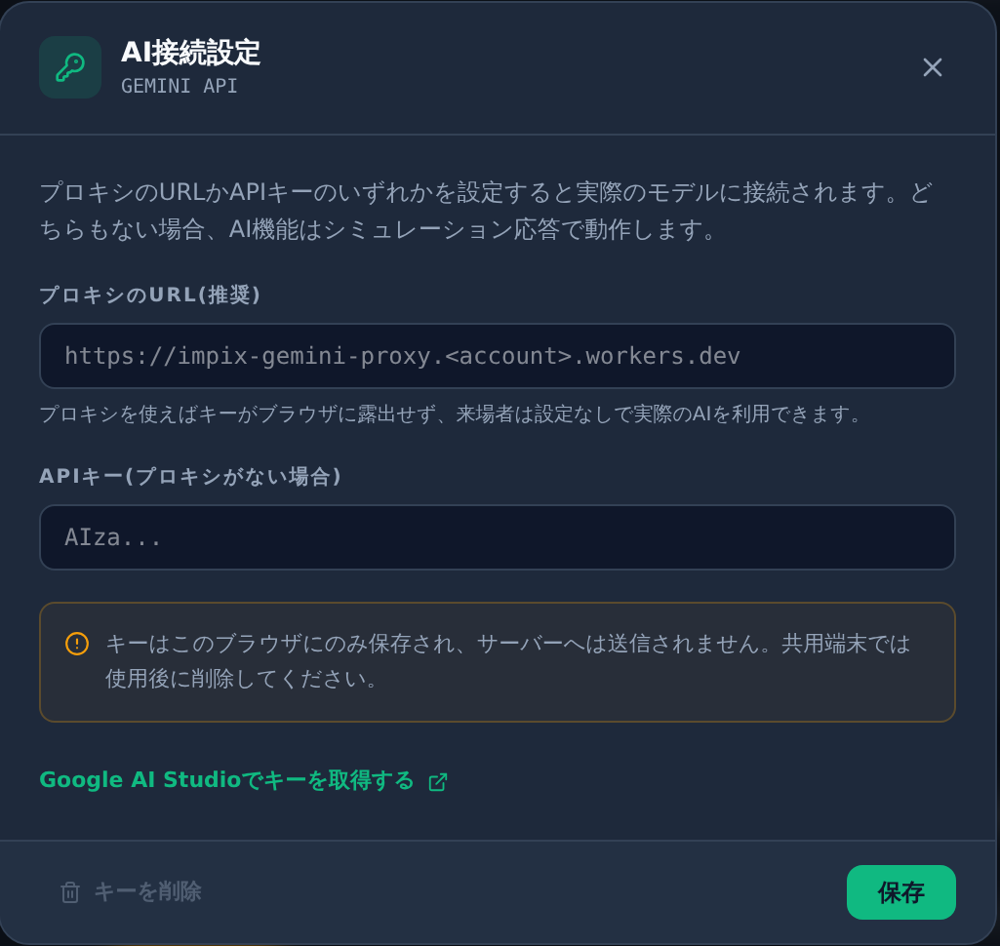 AI接続設定
GEMINI API
プロキシのURLかAPIキーのいずれかを設定すると実際のモデルに接続されます。ど
ちらもない場合、AI機能はシミュレーション応答で動作します。
プロキシのURL(推奨)
https://impix-gemini-proxy.<account>.workers.dev
プロキシを使えばキーがブラウザに露出せず、来場者は設定なしで実際のAIを利用できます。
APIキー(プロキシがない場合)
AIza...
キーはこのブラウザにのみ保存され、サーバーへは送信されません。共用端末では
使用後に削除してください。
Google AI Studioでキーを取得する
キーを削除
保存